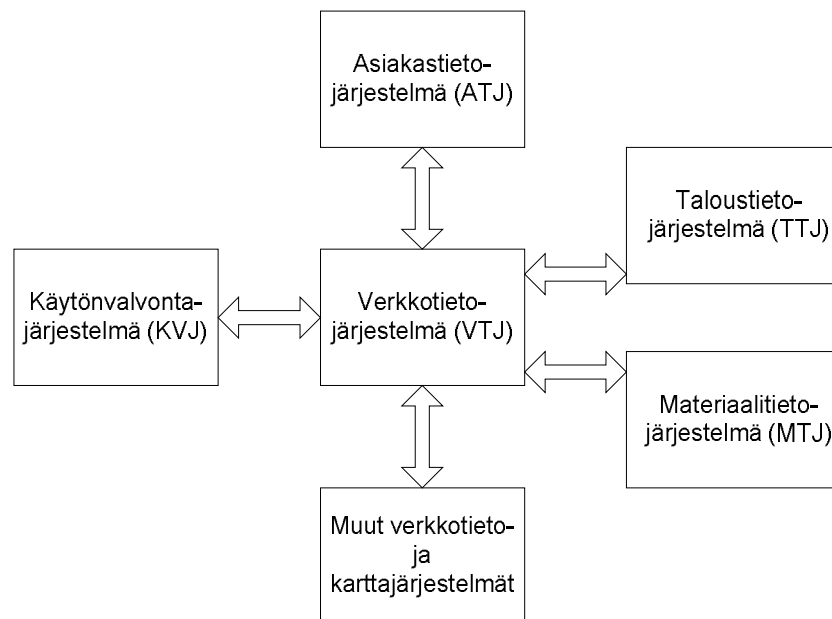 Asiakastieto-
järjestelmä (ATJ)
Taloustieto-
järjestelmä (TTJ)
Käytönvalvonta-
järjestelmä (KVJ)
Verkkotieto-
järjestelmä (VTJ)
Materiaalitieto-
järjestelmä (MTJ)
Muut verkkotieto-
ja
karttajärjestelmät